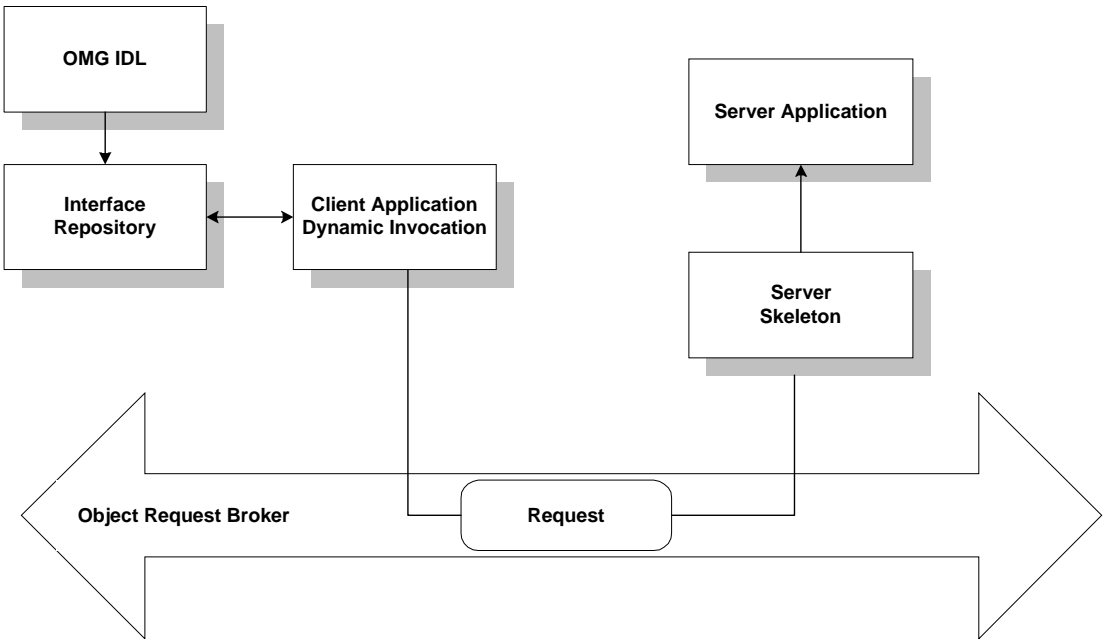 OMG IDL
Server Application
Interface
Repository
Client Application
Dynamic Invocation
Server
Skeleton
Object Request Broker
Request